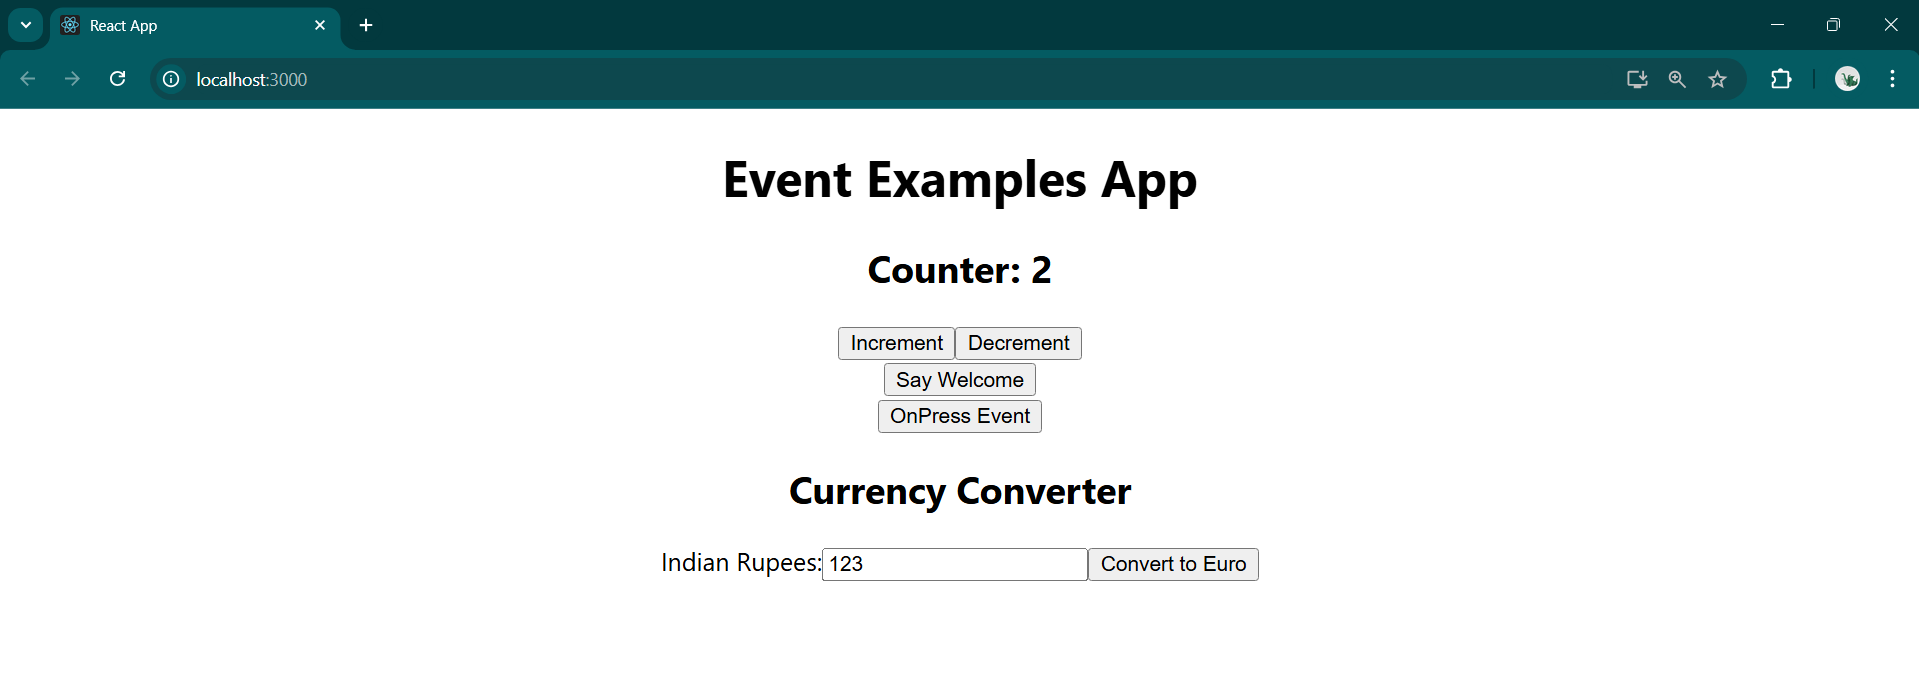 React App
localhost:3000
Event Examples App
Counter: 2
Increment Decrement
Say Welcome
OnPress Event
Currency Converter
Indian Rupees: 123 Convert to Euro